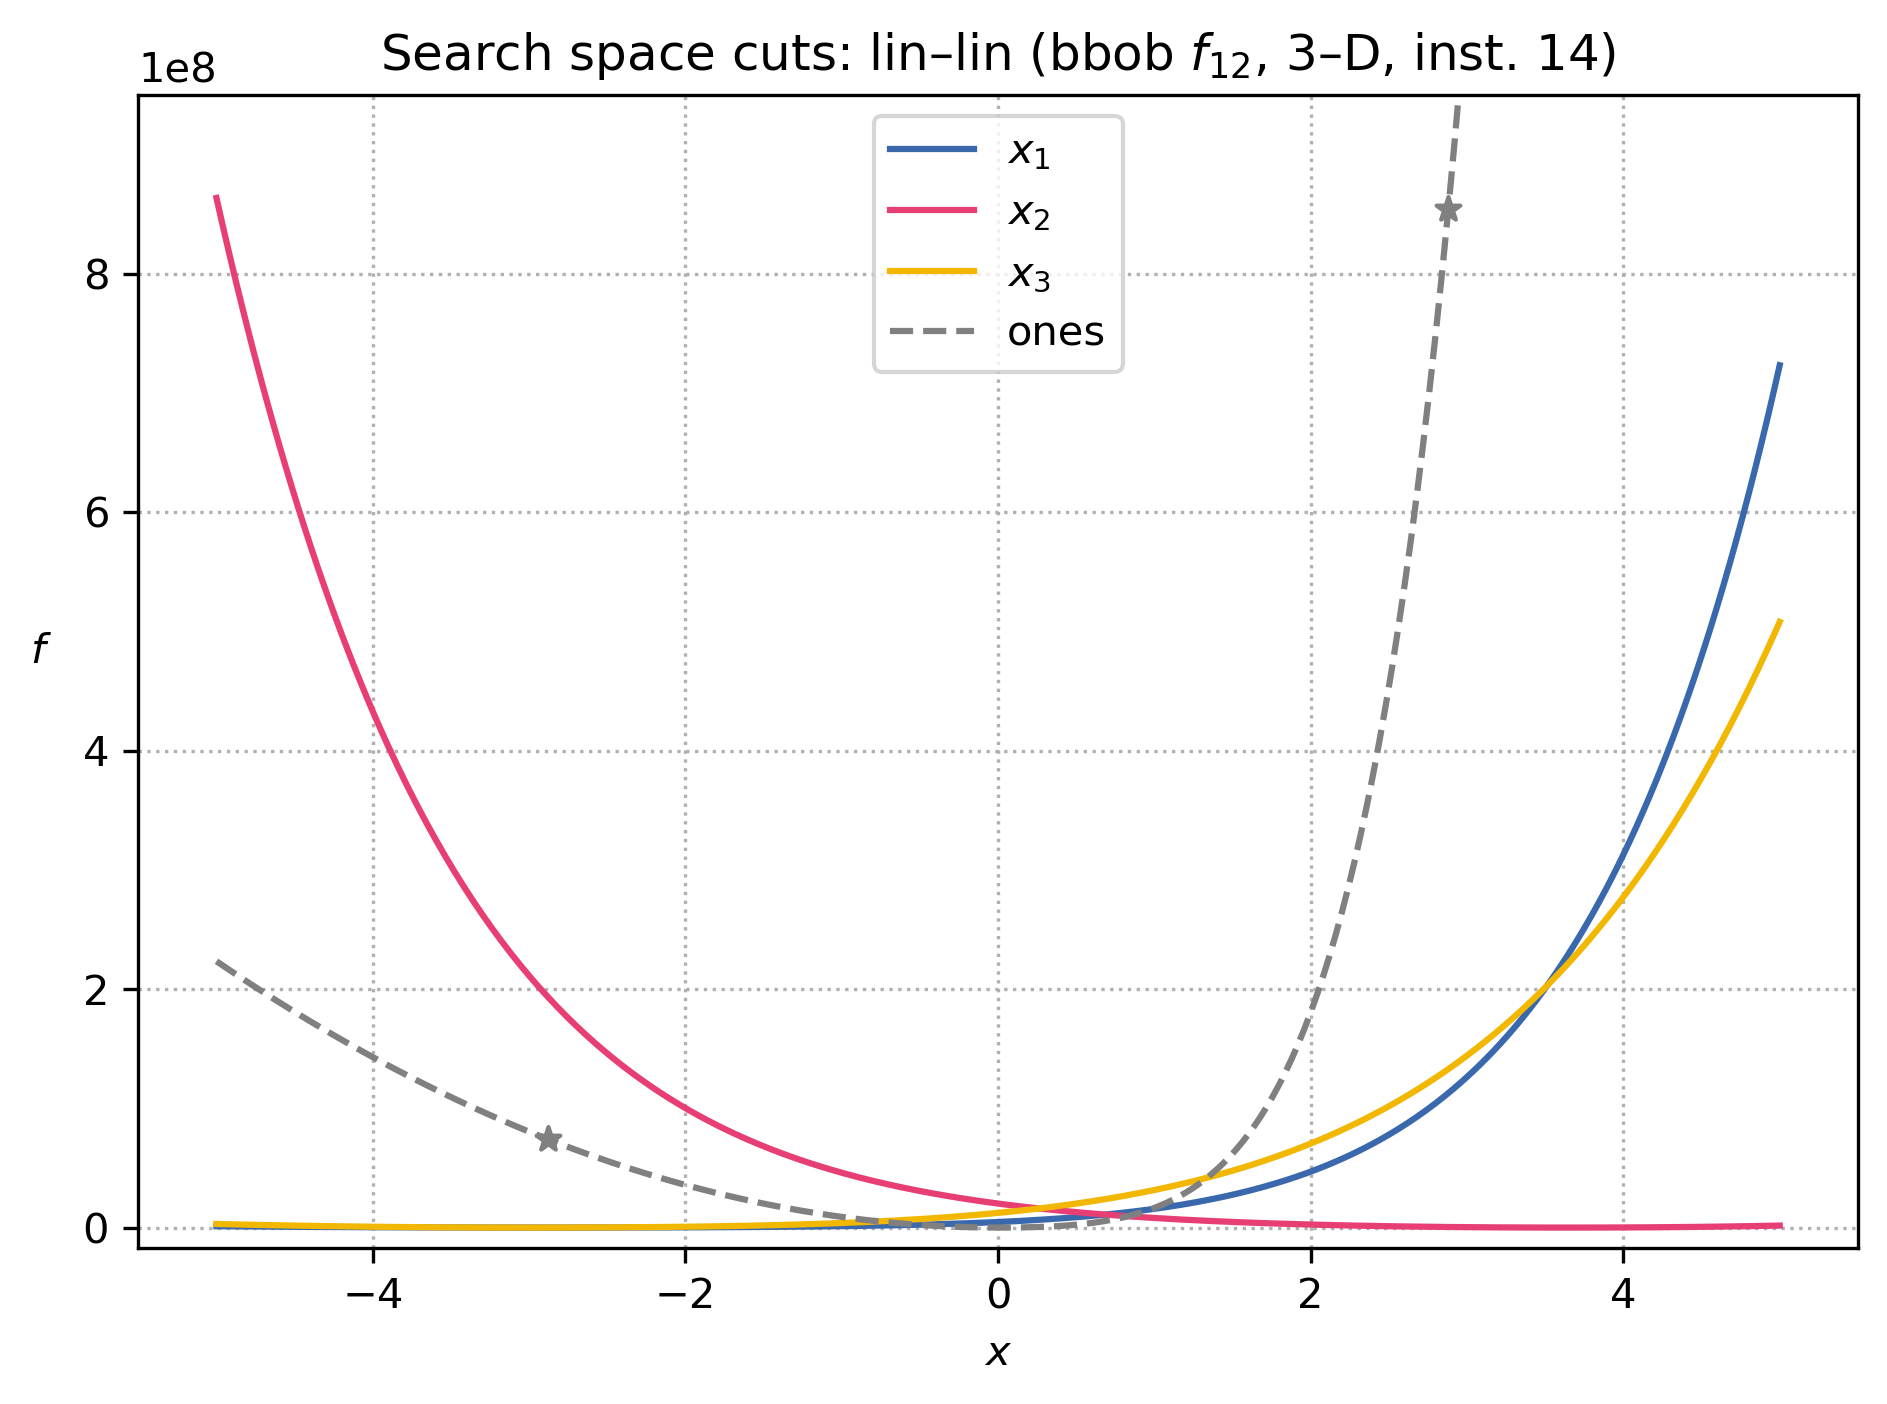 Search space cuts: lin–lin (bbob f12, 3–D, inst. 14)
1e8
x1
x2
x3
ones
8
6
4
2
0
f
−4 −2 0 2 4
x